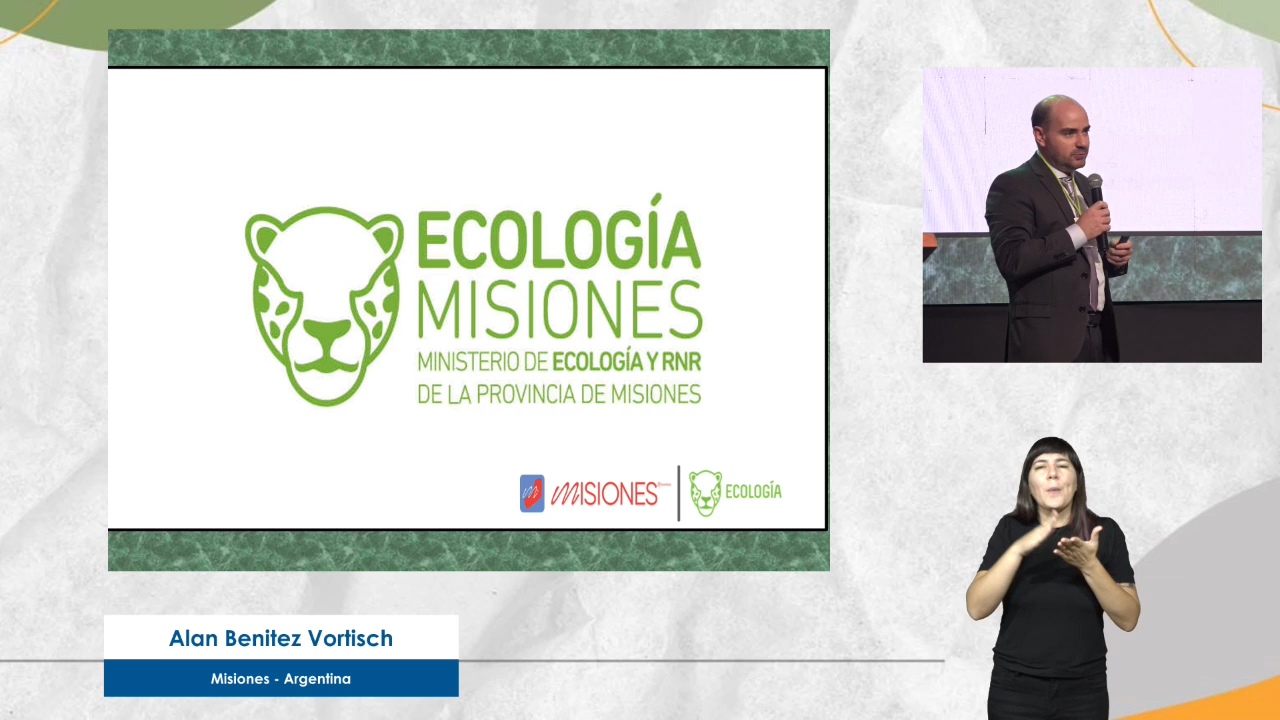 ECOLOGÍA
MISIONES
MINISTERIO DE ECOLOGÍA Y RNR
DE LA PROVINCIA DE MISIONES
MISIONES
ECOLOGÍA
Alan Benitez Vortisch
Misiones - Argentina